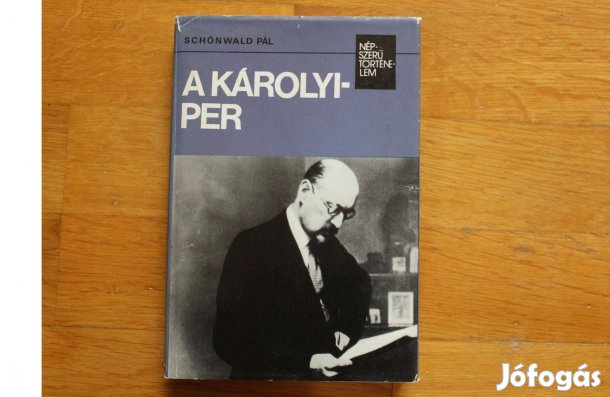 SCHÖNWALD PÁL
NÉP-
SZERŰ
TÖRTÉNE-
LEM
A KÁROLYI-
PER
Jófogás